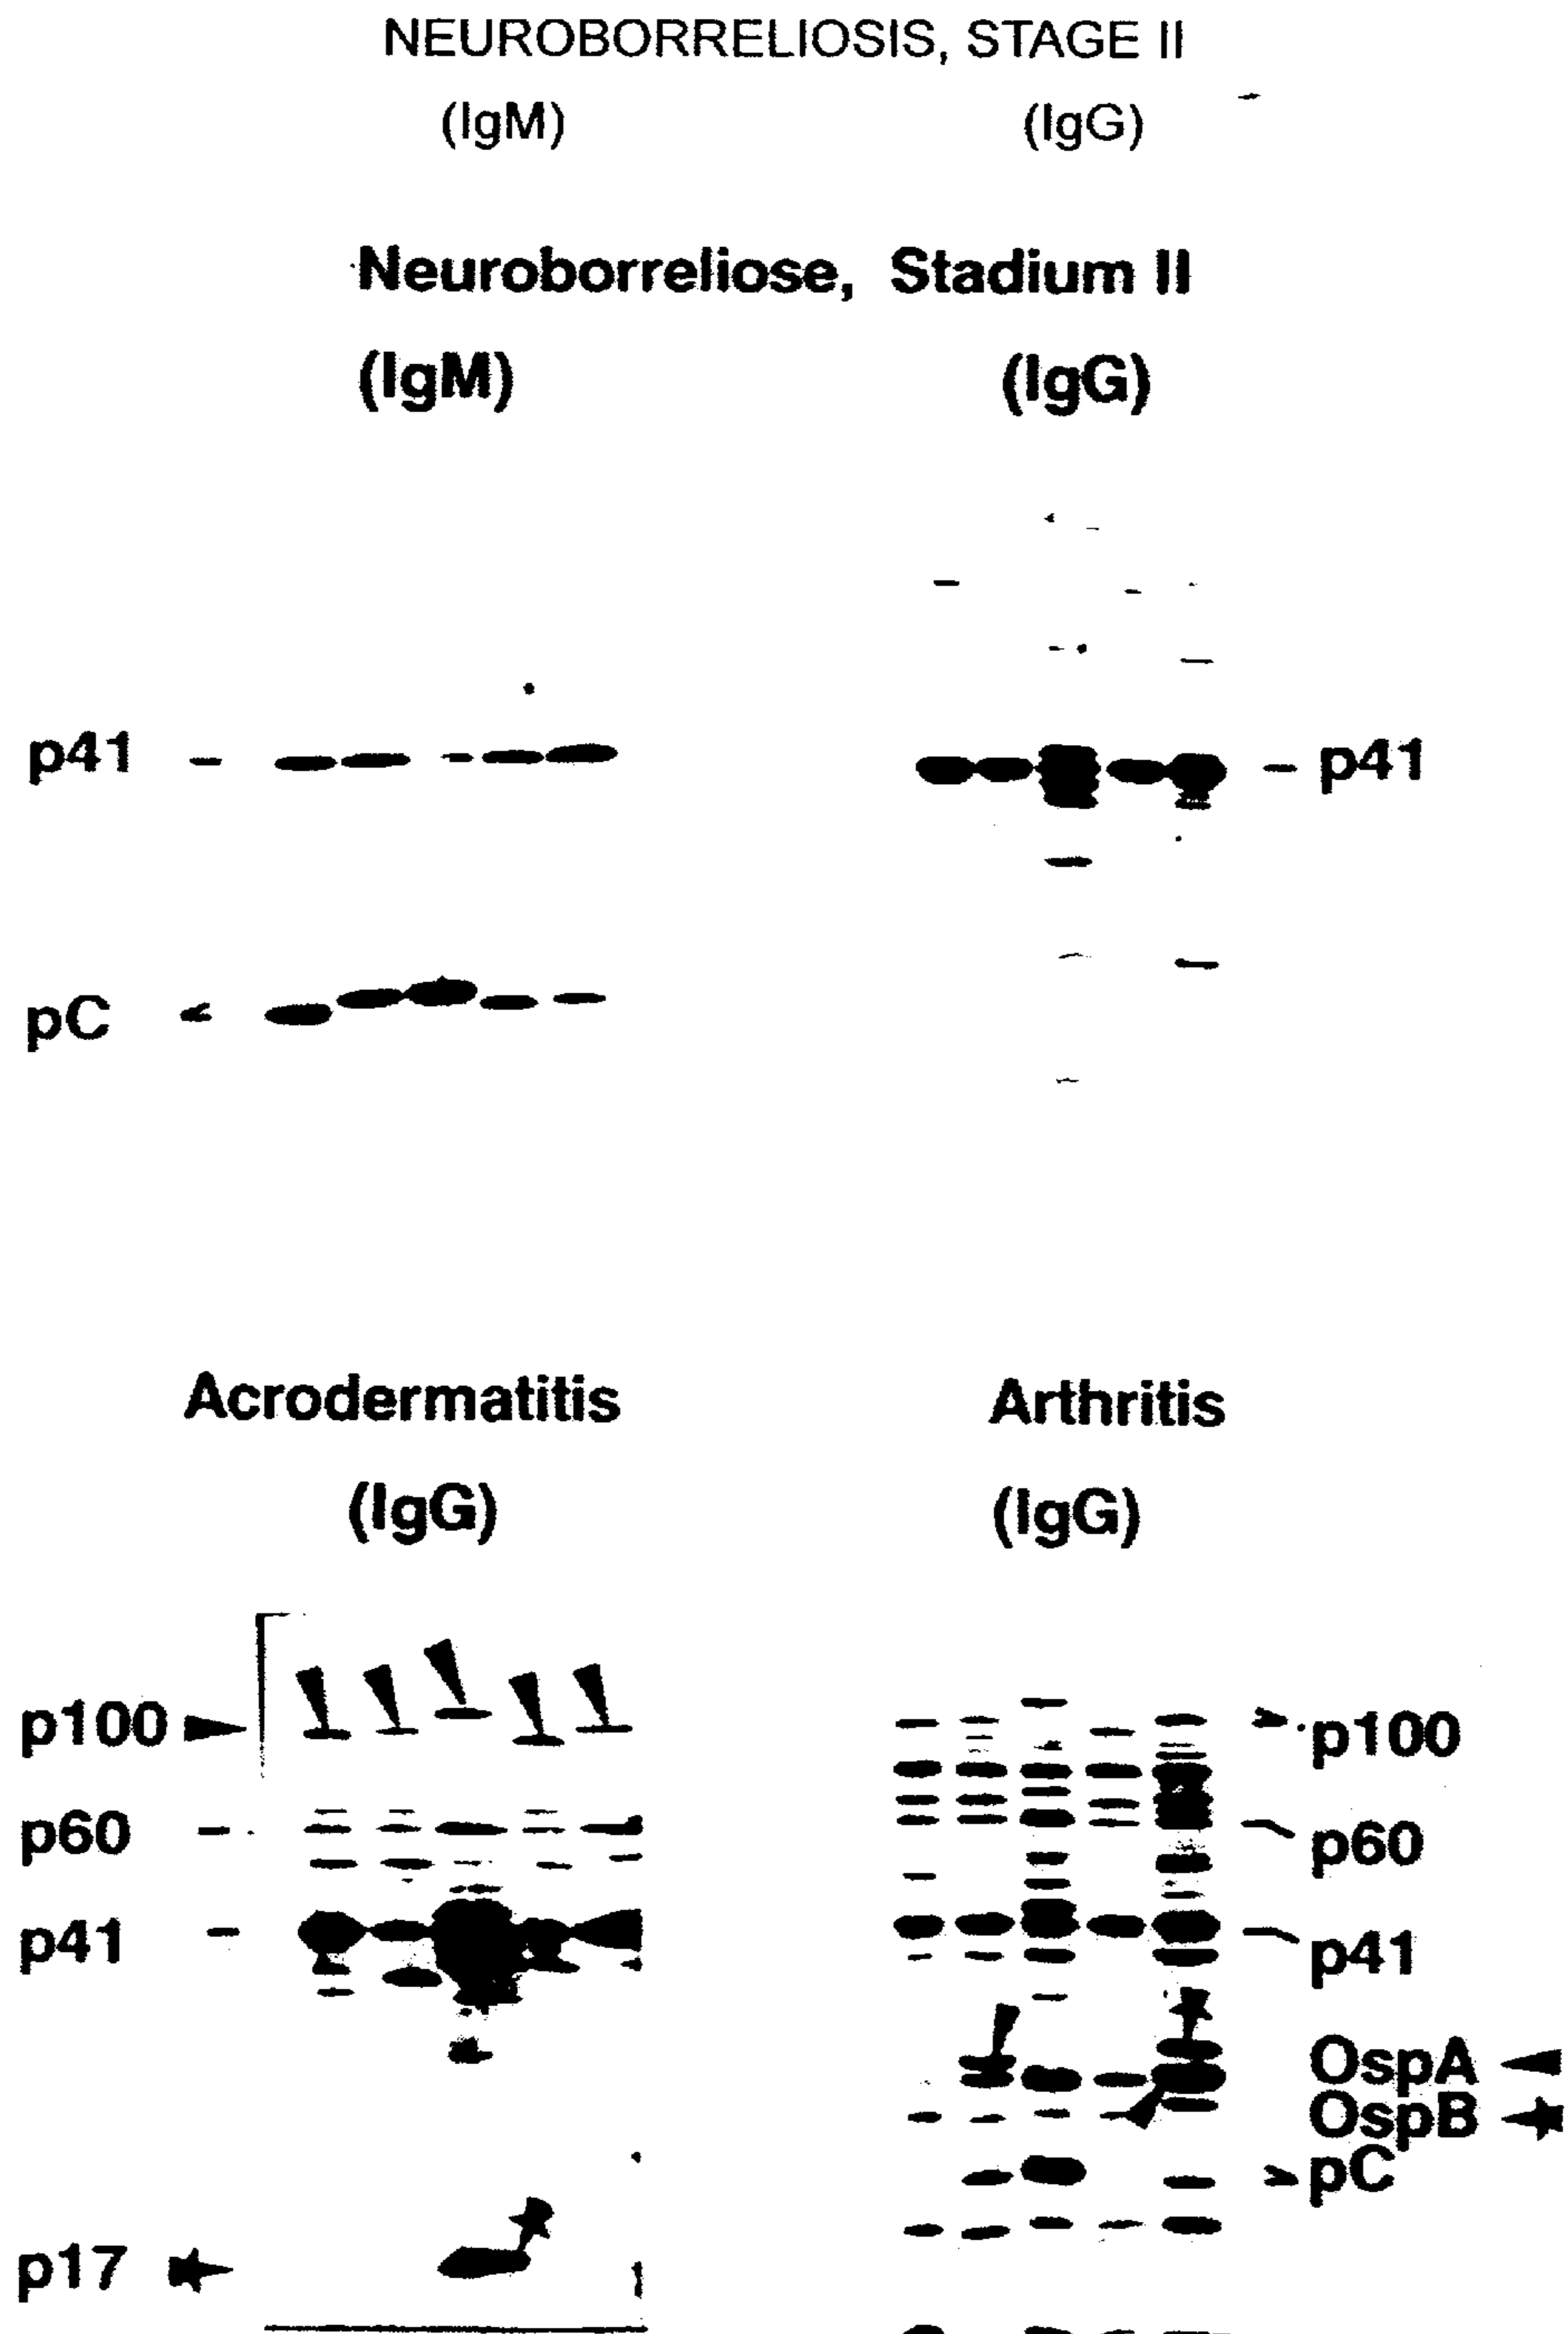 NEUROBORRELIOSIS, STAGE II
(IgM) (IgG)
Neuroborreliose, Stadium II
(IgM) (IgG)
p41 p41
pC
Acrodermatitis Arthritis
(IgG) (IgG)
p100 p100
p60 p60
p41 p41
OspA
OspB
pC
p17